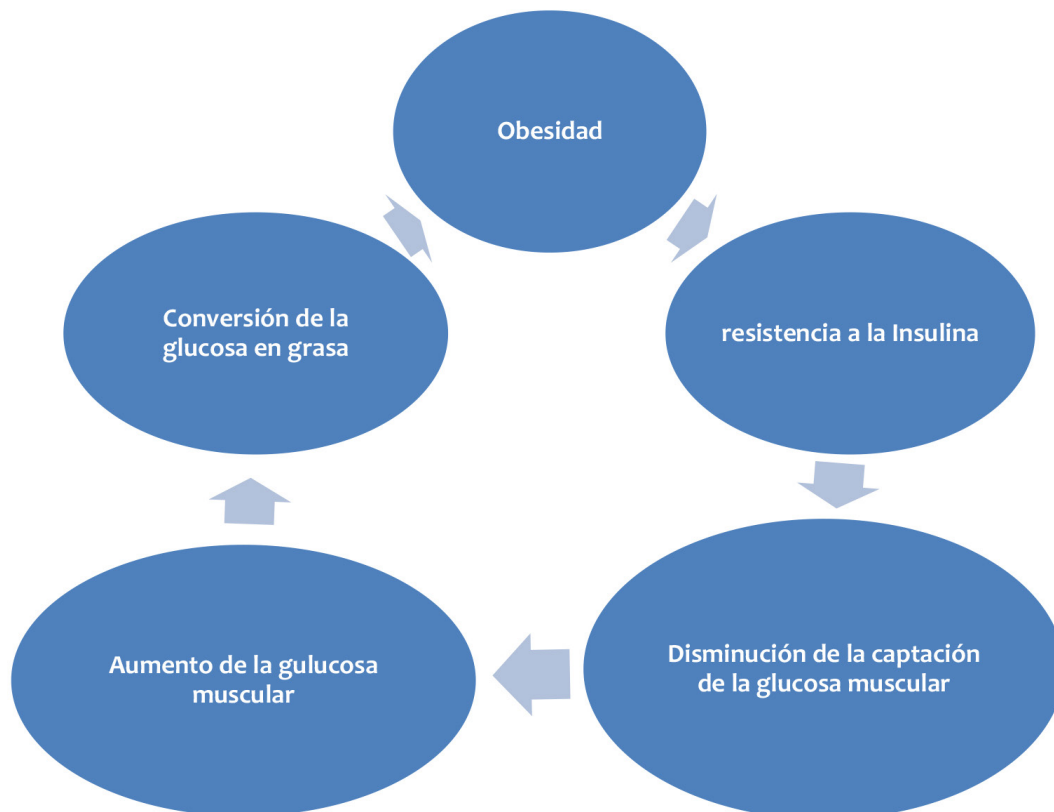 Obesidad
resistencia a la Insulina
Disminución de la captación
de la glucosa muscular
Aumento de la gulucosa
muscular
Conversión de la
glucosa en grasa